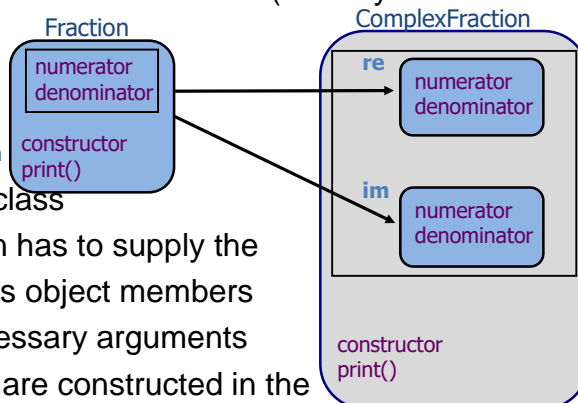 Fraction
numerator
denominator
constructor
print()
class
has to supply the
s object members
essary arguments
are constructed in the
ComplexFraction
re
numerator
denominator
im
numerator
denominator
constructor
print()